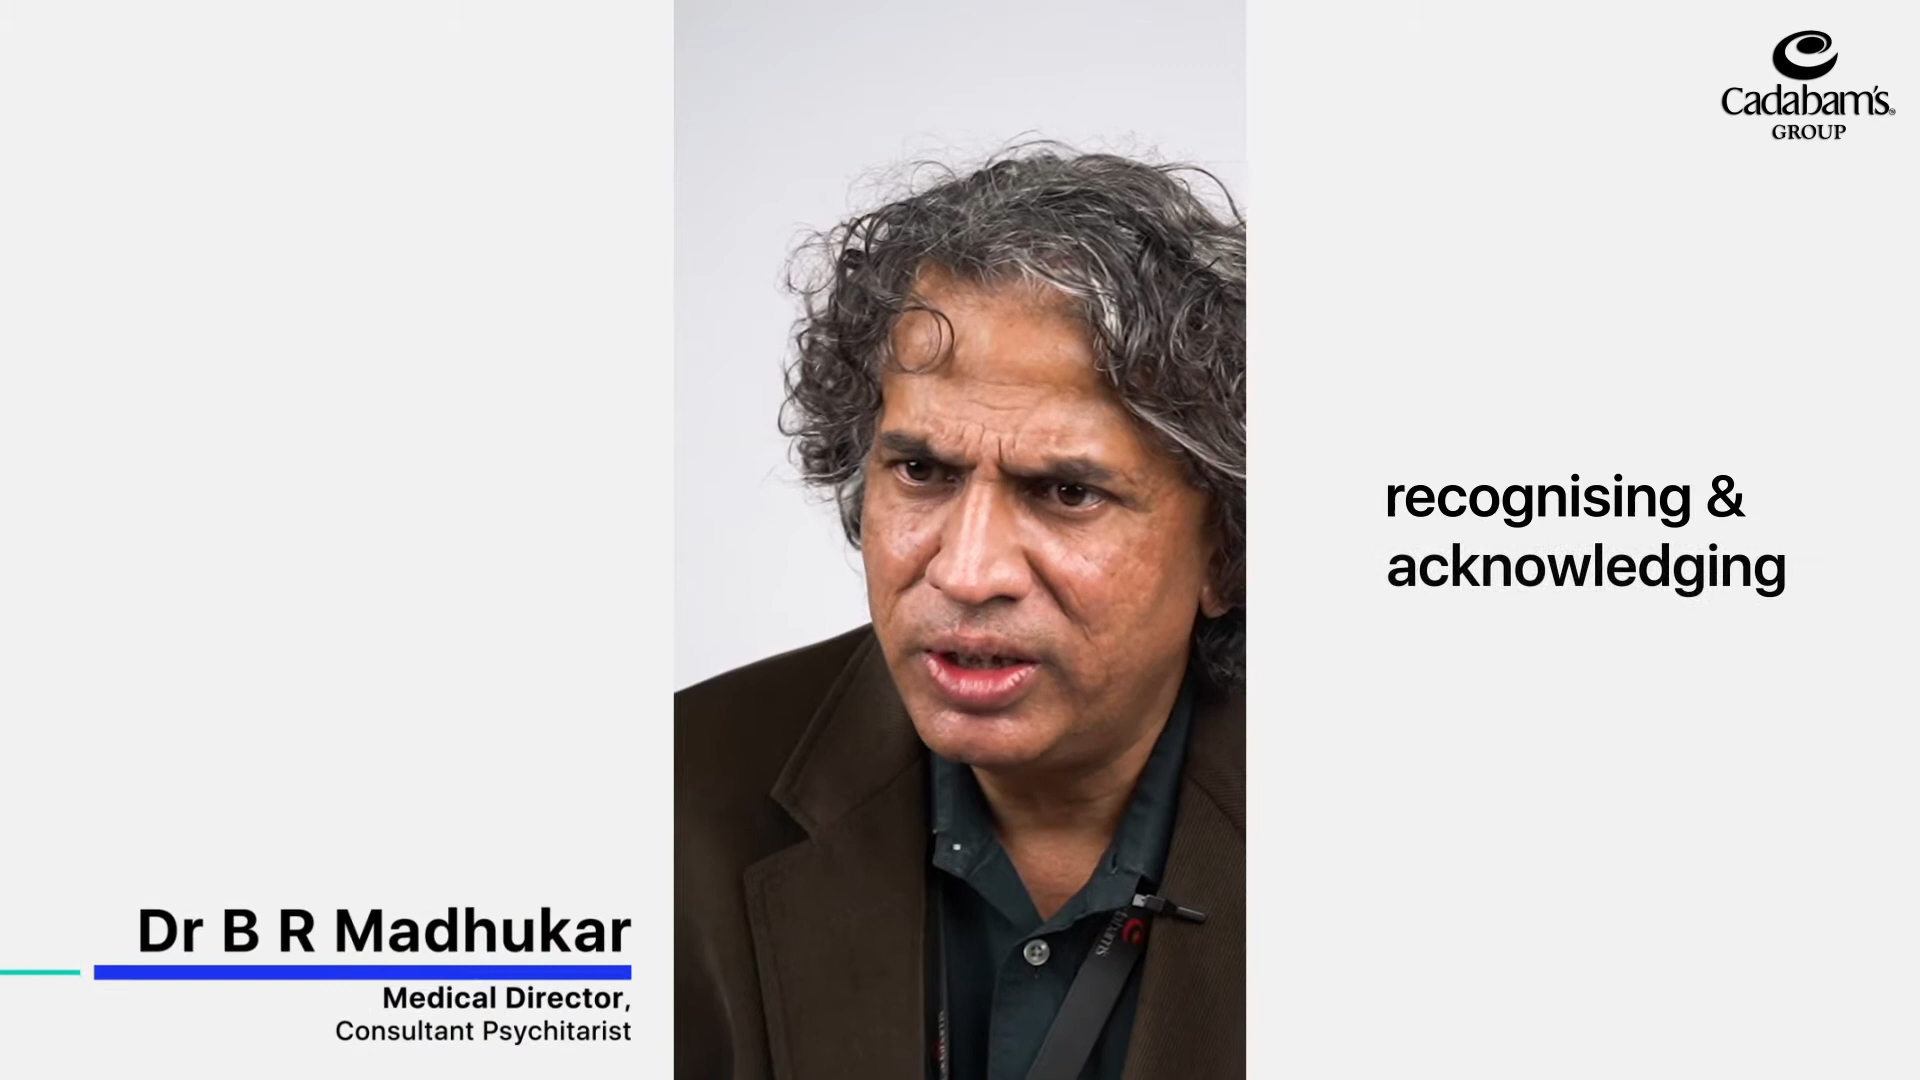 Cadabam's
GROUP
recognising &
acknowledging
Dr B R Madhukar
Medical Director,
Consultant Psychitarist